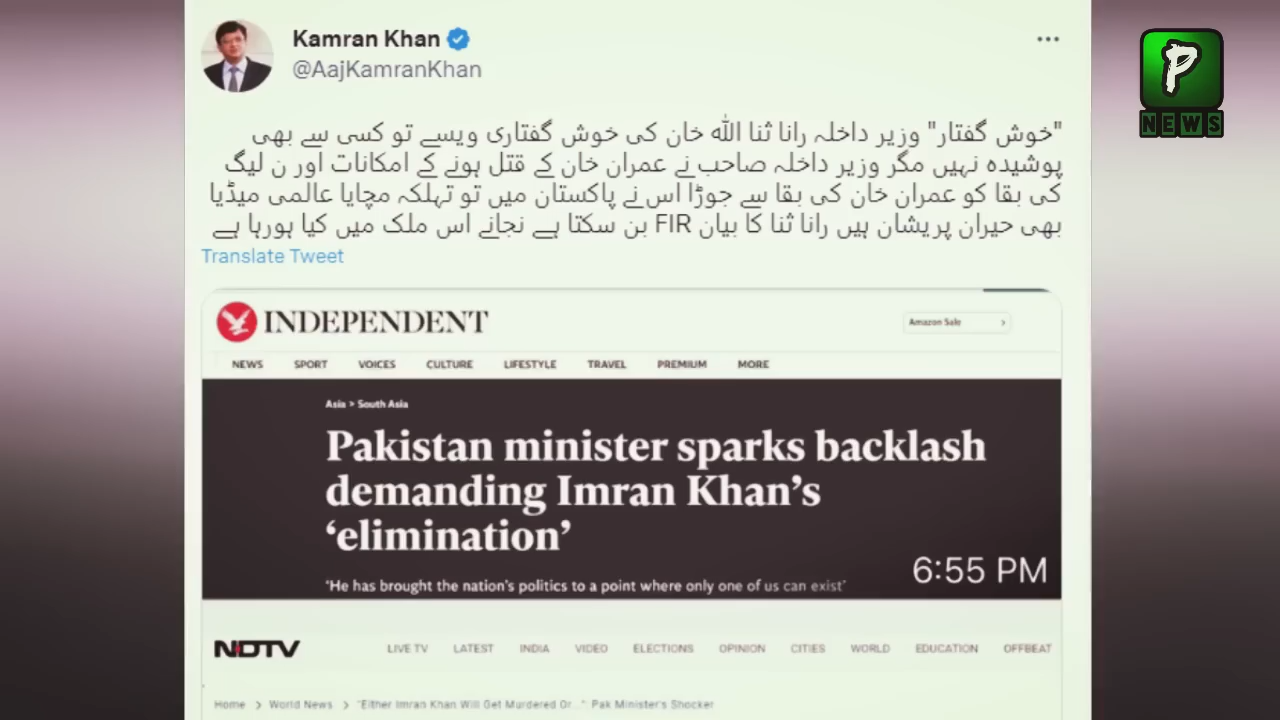 Kamran Khan
@AajKamranKhan
P
NEWS
"خوش گفتار" وزیر داخلہ رانا ثنا اللہ خان کی خوش گفتاری ویسے تو کسی سے بھی
پوشیدہ نہیں مگر وزیر داخلہ صاحب نے عمران خان کے قتل ہونے کے امکانات اور ن لیگ
کی بقا کو عمران خان کی بقا سے جوڑا اس نے پاکستان میں تو تہلکہ مچایا عالمی میڈیا
بھی حیران پریشان ہیں رانا ثنا کا بیان FIR بن سکتا ہے نجانے اس ملک میں کیا ہورہا ہے
Translate Tweet
INDEPENDENT
Amazon Sale
NEWS SPORT VOICES CULTURE LIFESTYLE TRAVEL PREMIUM MORE
Asia > South Asia
Pakistan minister sparks backlash
demanding Imran Khan's
'elimination'
'He has brought the nation's politics to a point where only one of us can exist'
6:55 PM
NDTV
LIVE TV LATEST INDIA VIDEO ELECTIONS OPINION CITIES WORLD EDUCATION OFFBEAT
Home > World News > "Either Imran Khan Will Get Murdered Or..." Pak Minister's Shocker